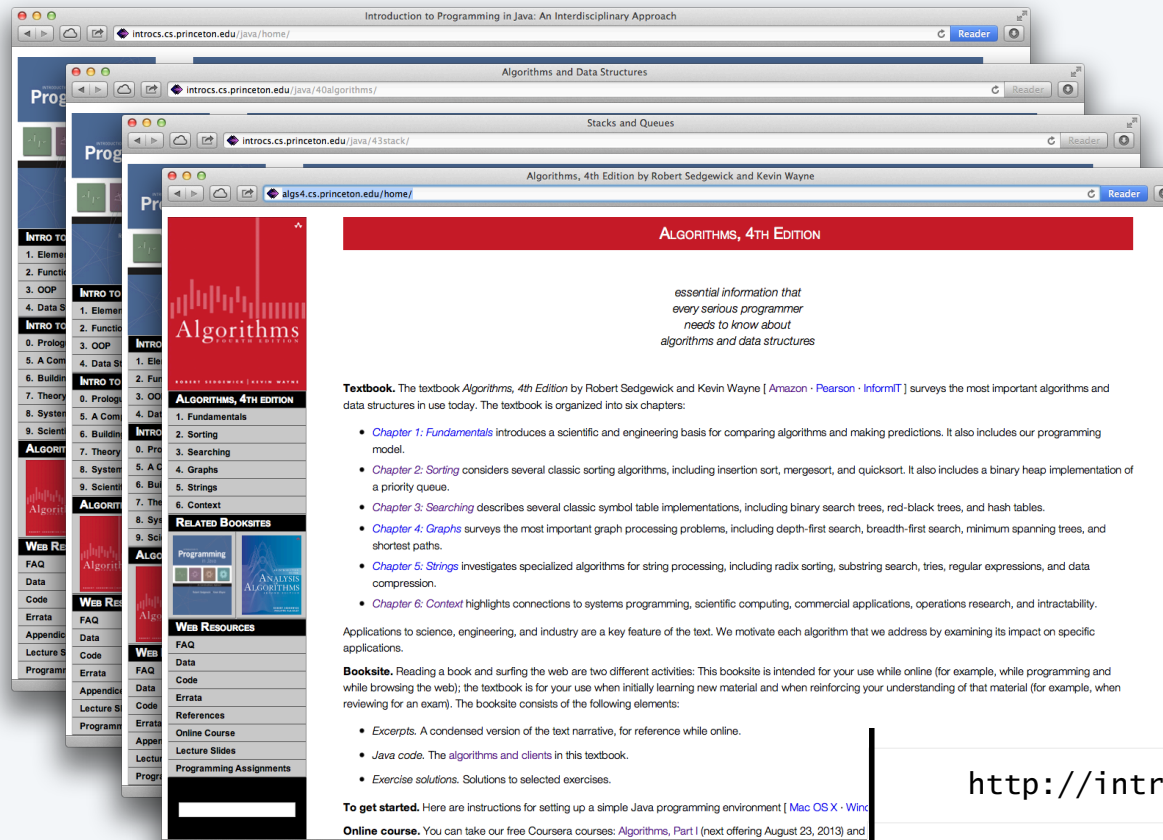 Introduction to Programming in Java: An Interdisciplinary Approach
introcs.cs.princeton.edu/java/home/
Reader
Algorithms and Data Structures
introcs.cs.princeton.edu/java/40algorithms/
Reader
Stacks and Queues
introcs.cs.princeton.edu/java/43stack/
Reader
Algorithms, 4th Edition by Robert Sedgewick and Kevin Wayne
algs4.cs.princeton.edu/home/
Reader
Algorithms
FOURTH EDITION
ROBERT SEDGEWICK | KEVIN WAYNE
ALGORITHMS, 4TH EDITION
1. Fundamentals
2. Sorting
3. Searching
4. Graphs
5. Strings
6. Context
RELATED BOOKSITES
Programming
ANALYSIS
ALGORITHMS
WEB RESOURCES
FAQ
Data
Code
Errata
References
Online Course
Lecture Slides
Programming Assignments
ALGORITHMS, 4TH EDITION
essential information that
every serious programmer
needs to know about
algorithms and data structures
Textbook. The textbook Algorithms, 4th Edition by Robert Sedgewick and Kevin Wayne [ Amazon · Pearson · InformIT ] surveys the most important algorithms and
data structures in use today. The textbook is organized into six chapters:
• Chapter 1: Fundamentals introduces a scientific and engineering basis for comparing algorithms and making predictions. It also includes our programming
model.
• Chapter 2: Sorting considers several classic sorting algorithms, including insertion sort, mergesort, and quicksort. It also includes a binary heap implementation of
a priority queue.
• Chapter 3: Searching describes several classic symbol table implementations, including binary search trees, red-black trees, and hash tables.
• Chapter 4: Graphs surveys the most important graph processing problems, including depth-first search, breadth-first search, minimum spanning trees, and
shortest paths.
• Chapter 5: Strings investigates specialized algorithms for string processing, including radix sorting, substring search, tries, regular expressions, and data
compression.
• Chapter 6: Context highlights connections to systems programming, scientific computing, commercial applications, operations research, and intractability.
Applications to science, engineering, and industry are a key feature of the text. We motivate each algorithm that we address by examining its impact on specific
applications.
Booksite. Reading a book and surfing the web are two different activities: This booksite is intended for your use while online (for example, while programming and
while browsing the web); the textbook is for your use when initially learning new material and when reinforcing your understanding of that material (for example, when
reviewing for an exam). The booksite consists of the following elements:
• Excerpts. A condensed version of the text narrative, for reference while online.
• Java code. The algorithms and clients in this textbook.
• Exercise solutions. Solutions to selected exercises.
To get started. Here are instructions for setting up a simple Java programming environment [ Mac OS X ·
Online course. You can take our free Coursera courses: Algorithms, Part I (next offering August 23, 2013) and
http://intr